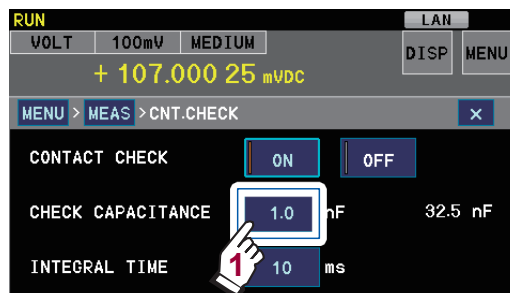 RUN LAN
VOLT 100mV MEDIUM DISP MENU
+ 107.000 25 mVDC
MENU > MEAS > CNT.CHECK ×
CONTACT CHECK ON OFF
CHECK CAPACITANCE 1.0 nF 32.5 nF
INTEGRAL TIME 10 ms
1